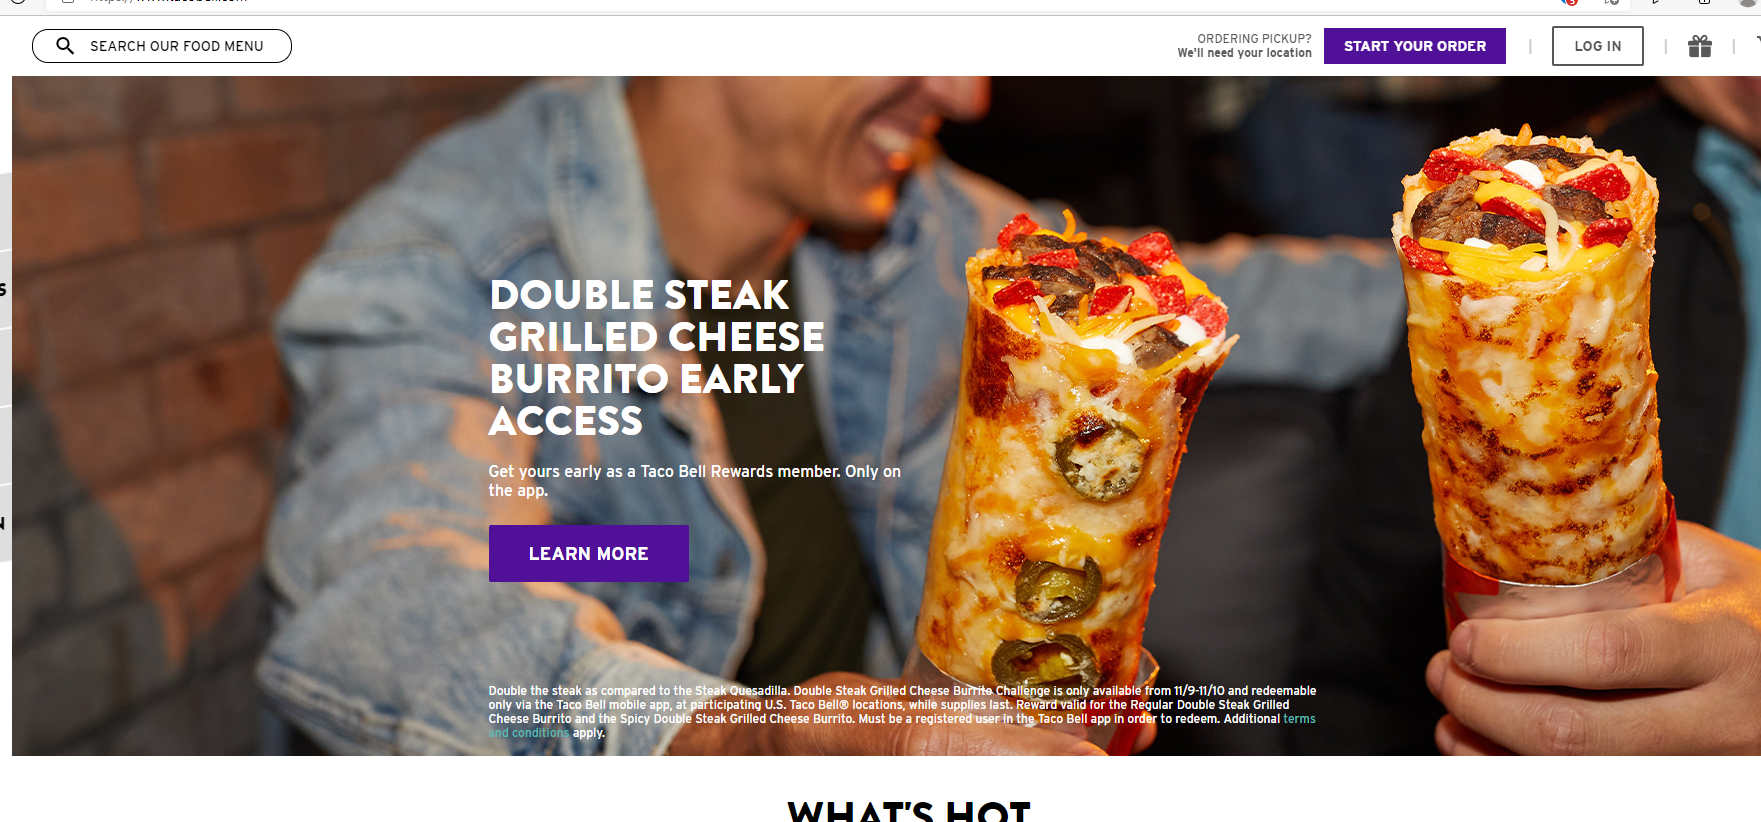 SEARCH OUR FOOD MENU
ORDERING PICKUP?
We'll need your location
START YOUR ORDER
LOG IN
DOUBLE STEAK
GRILLED CHEESE
BURRITO EARLY
ACCESS
Get yours early as a Taco Bell Rewards member. Only on
the app.
LEARN MORE
Double the steak as compared to the Steak Quesadilla. Double Steak Grilled Cheese Burrito Challenge is only available from 11/9-11/10 and redeemable
only via the Taco Bell mobile app, at participating U.S. Taco Bell® locations, while supplies last. Reward valid for the Regular Double Steak Grilled
Cheese Burrito and the Spicy Double Steak Grilled Cheese Burrito. Must be a registered user in the Taco Bell app in order to redeem. Additional terms
and conditions apply.
WHAT'S HOT